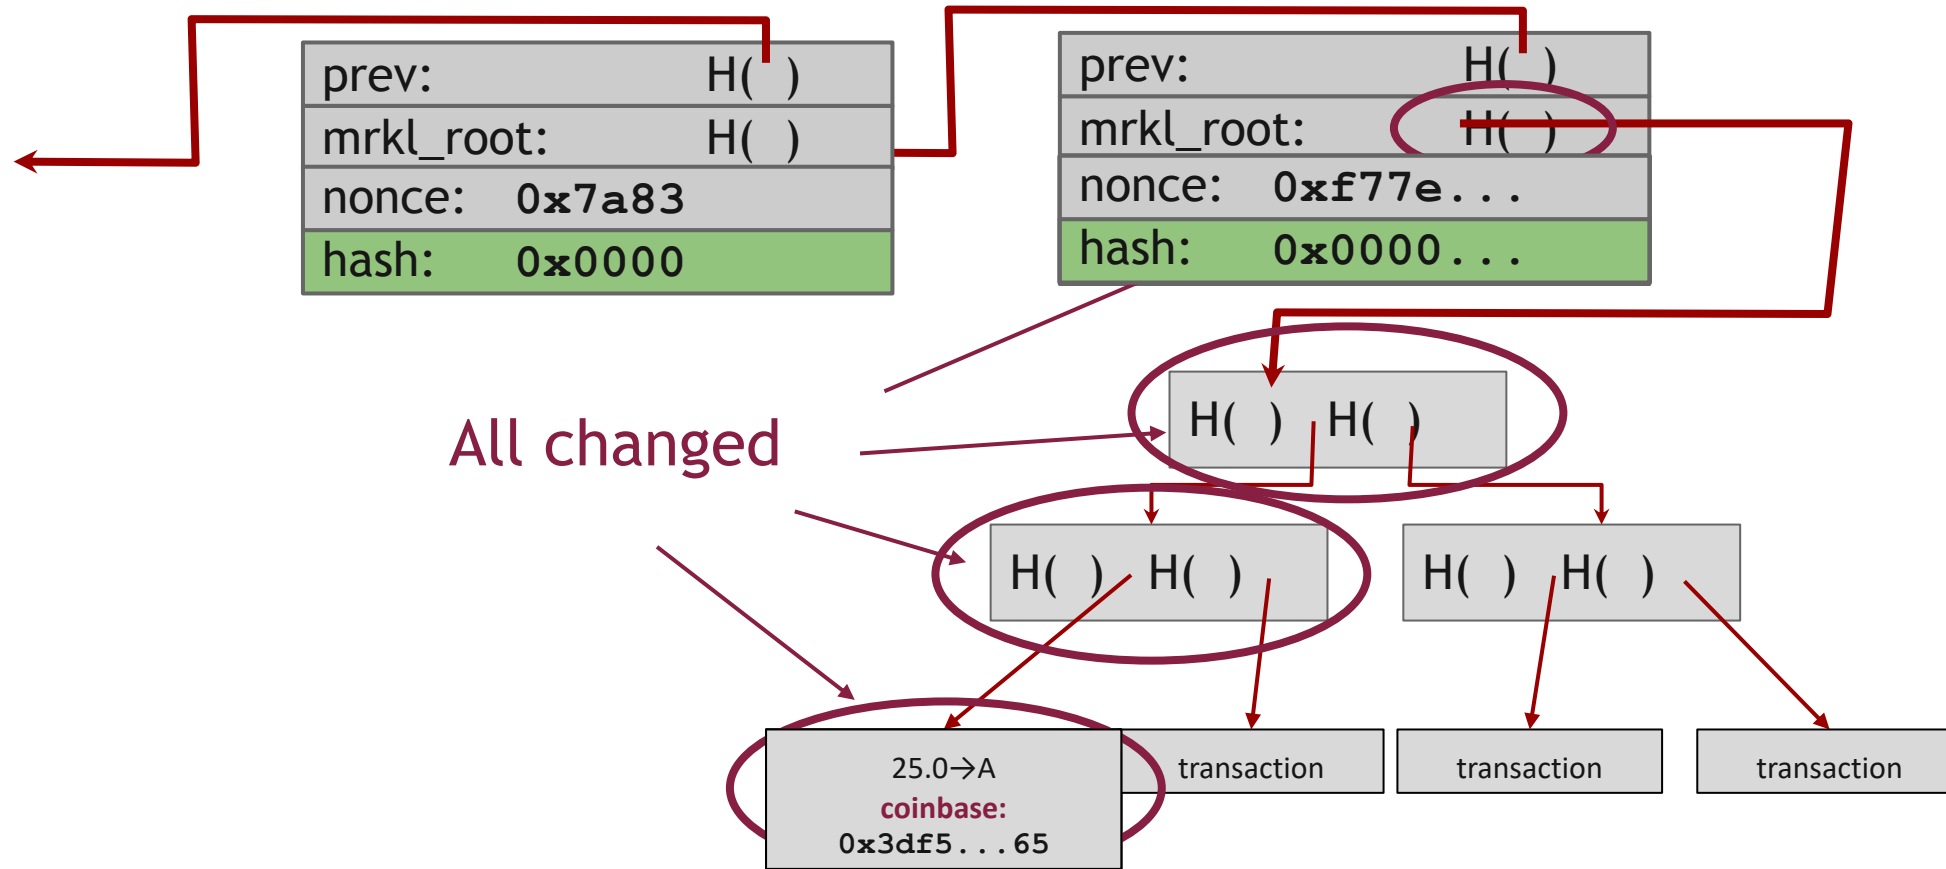 prev: H( )
mrkl_root: H( )
nonce: 0x7a83
hash: 0x0000
prev: H( )
mrkl_root: H( )
nonce: 0xf77e...
hash: 0x0000...
All changed
H( ) H( )
H( ) H( )
H( ) H( )
25.0→A
coinbase:
0x3df5...65
transaction
transaction
transaction